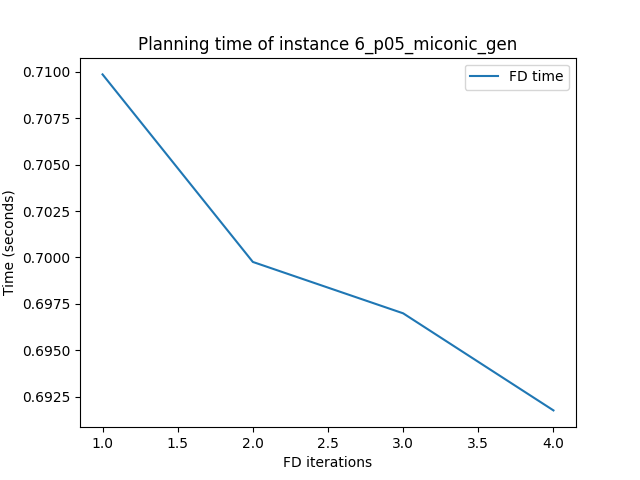 Planning time of instance 6_p05_miconic_gen
FD time
0.7100
0.7075
0.7050
0.7025
0.7000
0.6975
0.6950
0.6925
Time (seconds)
1.0 1.5 2.0 2.5 3.0 3.5 4.0
FD iterations